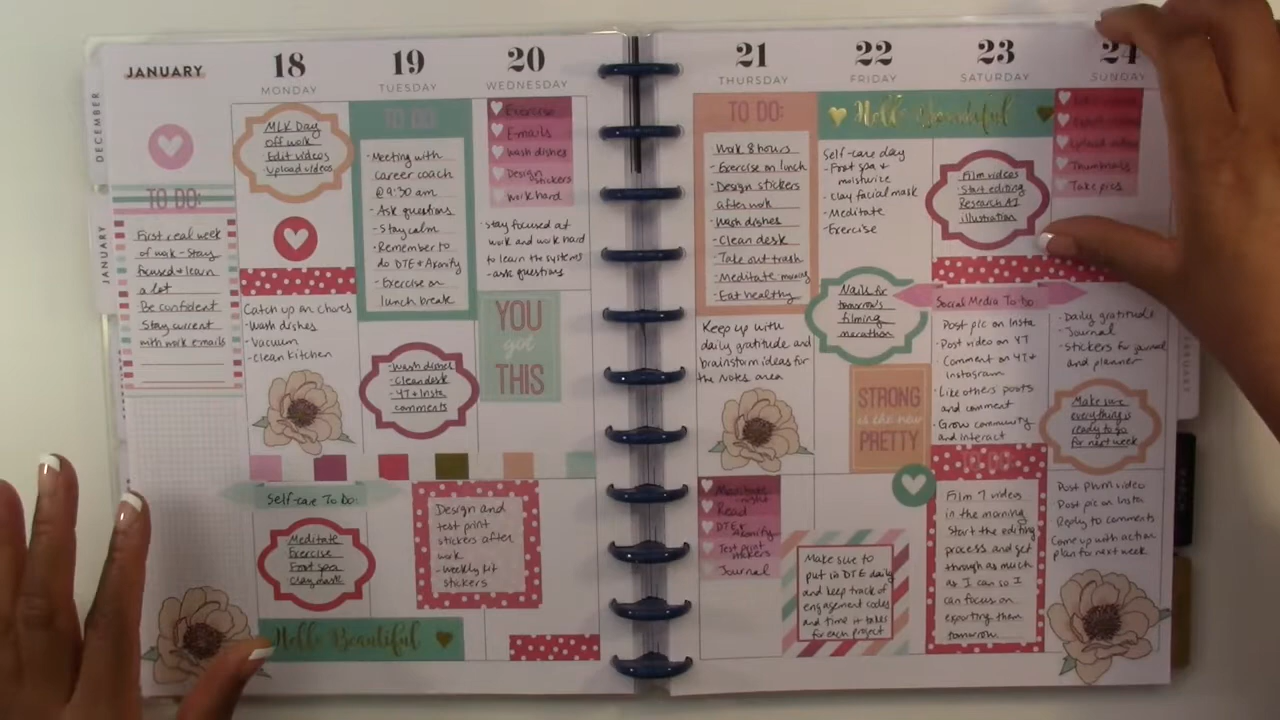 DECEMBER
JANUARY
JANUARY
TO DO:
First real week
of work - Stay
focused + learn
a lot
Be confident
Stay current
with work emails
18
MONDAY
MLK Day
off work
Edit videos
Upload videos
Catch up on chores
-Wash dishes
-Vacuum
-clean kitchen
Self-care To do:
Meditate
Exercise
Foot spa
clay mask
Hello Beautiful
19
TUESDAY
TO DO
-Meeting with
career coach
@ 9:30 am
-Ask questions
-Stay calm
-Remember to
do DTE +
-Exercise on
lunch break
-Wash dishes
-Clean desk
-YT + Insta
comments
Design and
test print
stickers after
work
-Weekly kit
stickers
20
WEDNESDAY
Exercise
E-mails
wash dishes
Design
stickers
work hard
-stay focused at
work and work hard
to learn the systems
-ask questions
YOU
got
THIS
21
THURSDAY
TO DO:
Work 8 hours
-Exercise on lunch
-Design stickers
after work
-Wash dishes
-Clean desk
-Take out trash
-Meditate morning
-Eat healthy
Keep up with
daily gratitude and
brainstorm ideas for
the notes area
Meditate
night
Read
DTE +
Test print
stickers
Journal
22
FRIDAY
Hello Beautiful
Self-care day
-Foot spa +
moisturize
-clay facial mask
-Meditate
-Exercise
Nails for
tomorrow's
filming
marathon
STRONG
is the new
PRETTY
Make sure to
put in DTE daily
and keep track of
engagement codes
and time it takes
for each project
23
SATURDAY
Film videos
Start editing
Research AI
illustration
Social Media To do:
Post pic on Insta
-Post video on YT
-Comment on YT +
Instagram
-Like others posts
and comment
-Grow community
and interact
TO DO:
Film 7 videos
in the morning
Start the editing
process and get
through as much
as I can so I
can focus on
exporting them
tomorrow.
24
SUNDAY
Upload videos
Thumbnails
Take pics
-Daily gratitude
-Journal
-Stickers for journal
and planner
Make sure
everything is
ready to go
for next week
Post plum video
Post pic on Insta
Reply to comments
Come up with action
plan for next week